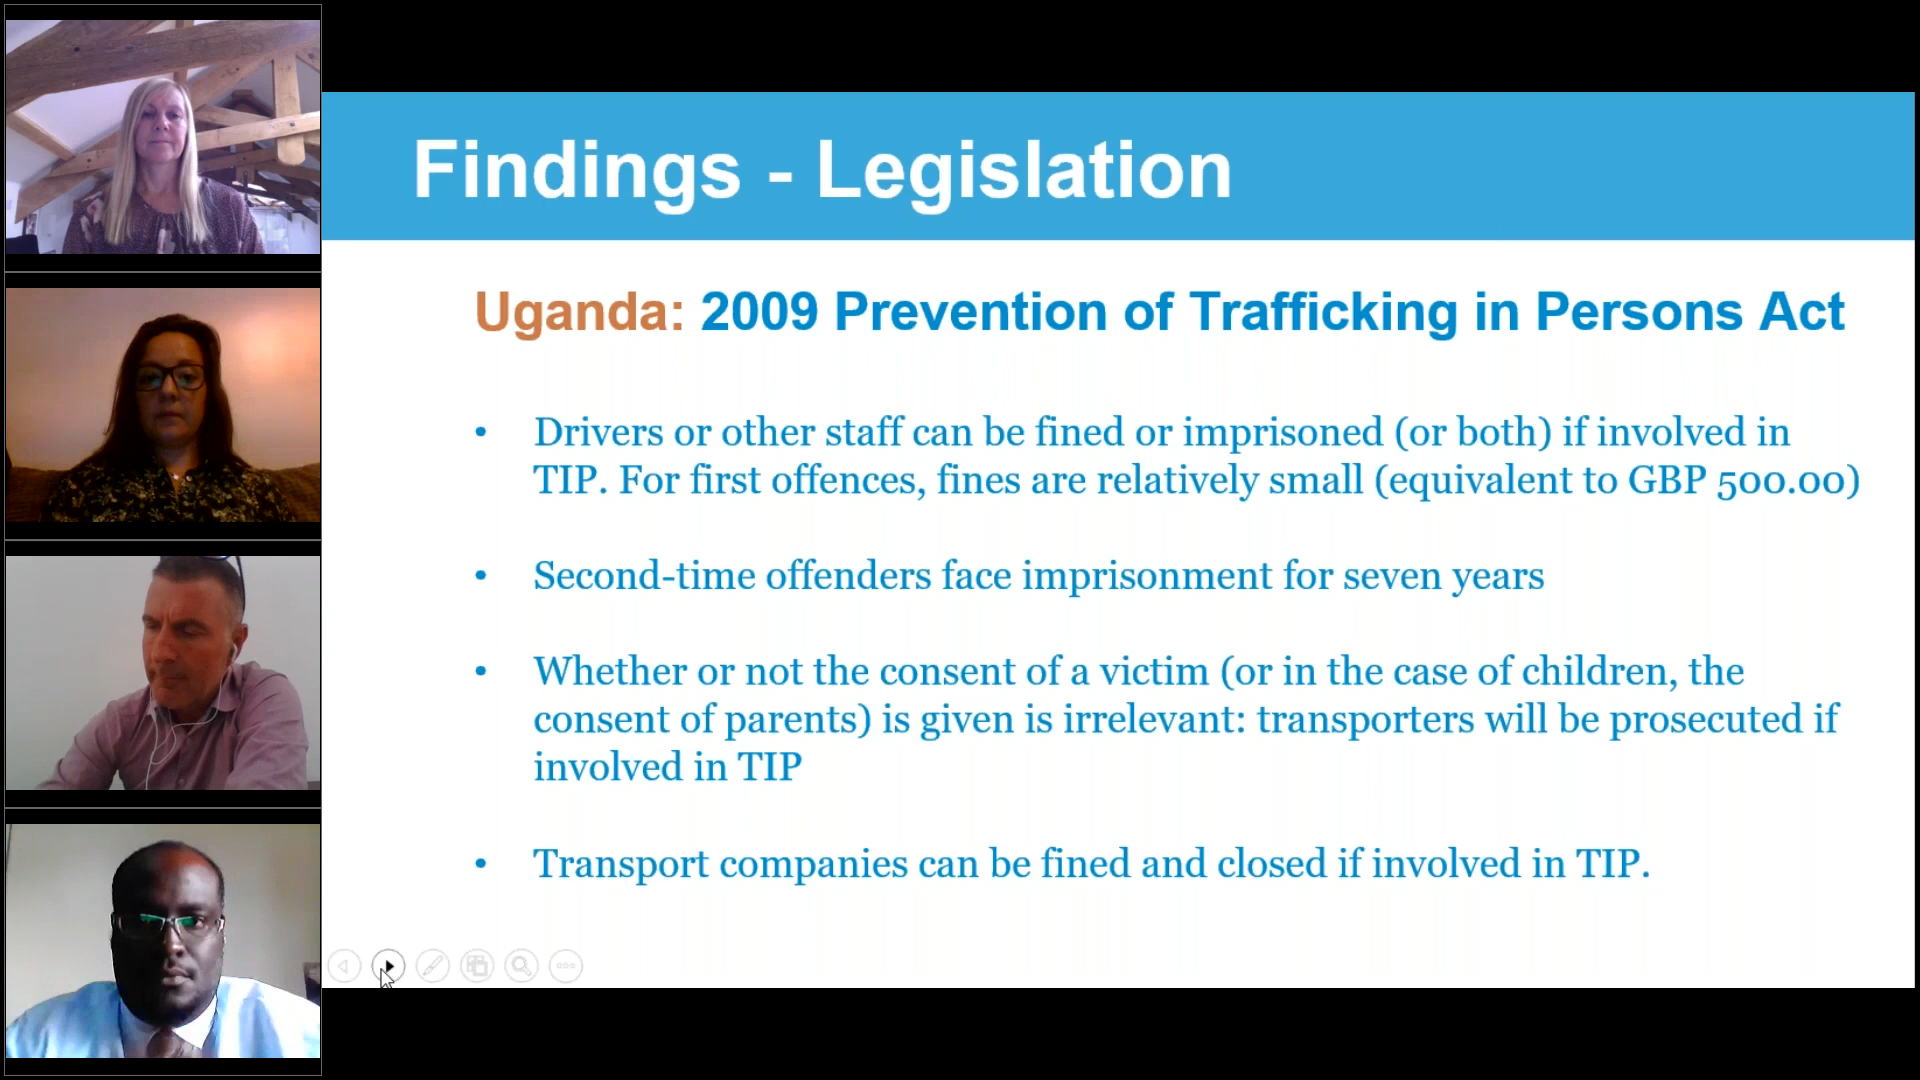 Findings - Legislation
Uganda: 2009 Prevention of Trafficking in Persons Act
• Drivers or other staff can be fined or imprisoned (or both) if involved in
TIP. For first offences, fines are relatively small (equivalent to GBP 500.00)
• Second-time offenders face imprisonment for seven years
• Whether or not the consent of a victim (or in the case of children, the
consent of parents) is given is irrelevant: transporters will be prosecuted if
involved in TIP
• Transport companies can be fined and closed if involved in TIP.